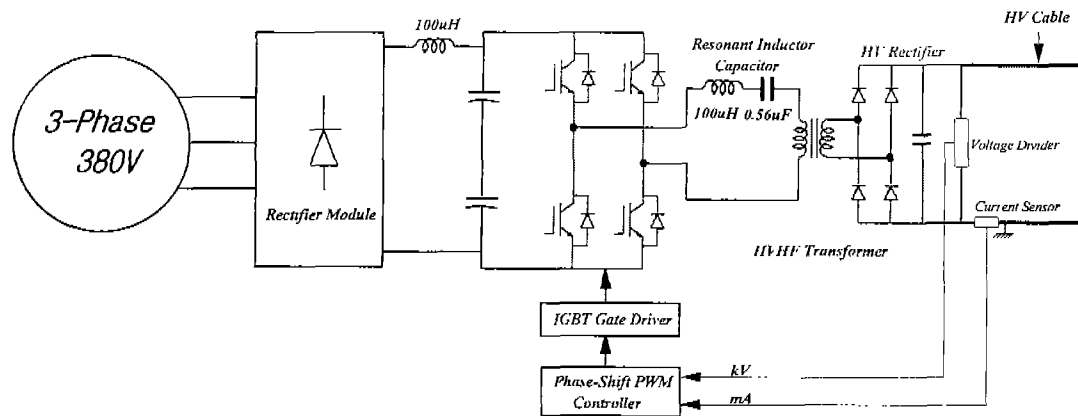 HV Cable
100uH
Resonant Inductor
Capacitor
HV Rectifier
100uH 0.56uF
3-Phase
380V
Voltage Divider
Rectifier Module
Current Sensor
HVHF Transformer
IGBT Gate Driver
Phase-Shift PWM
Controller
kV
mA